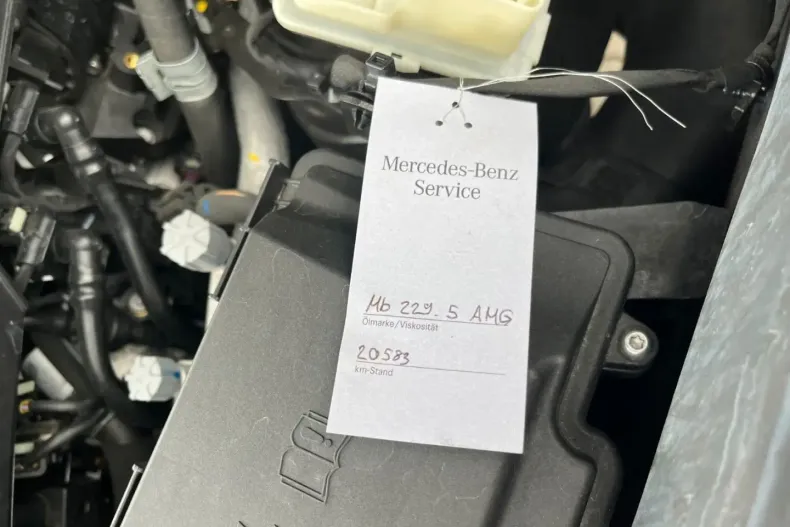 Mercedes-Benz
Service
Mb 229.5 AMG
Ölmarke/Viskosität
20583
km-Stand